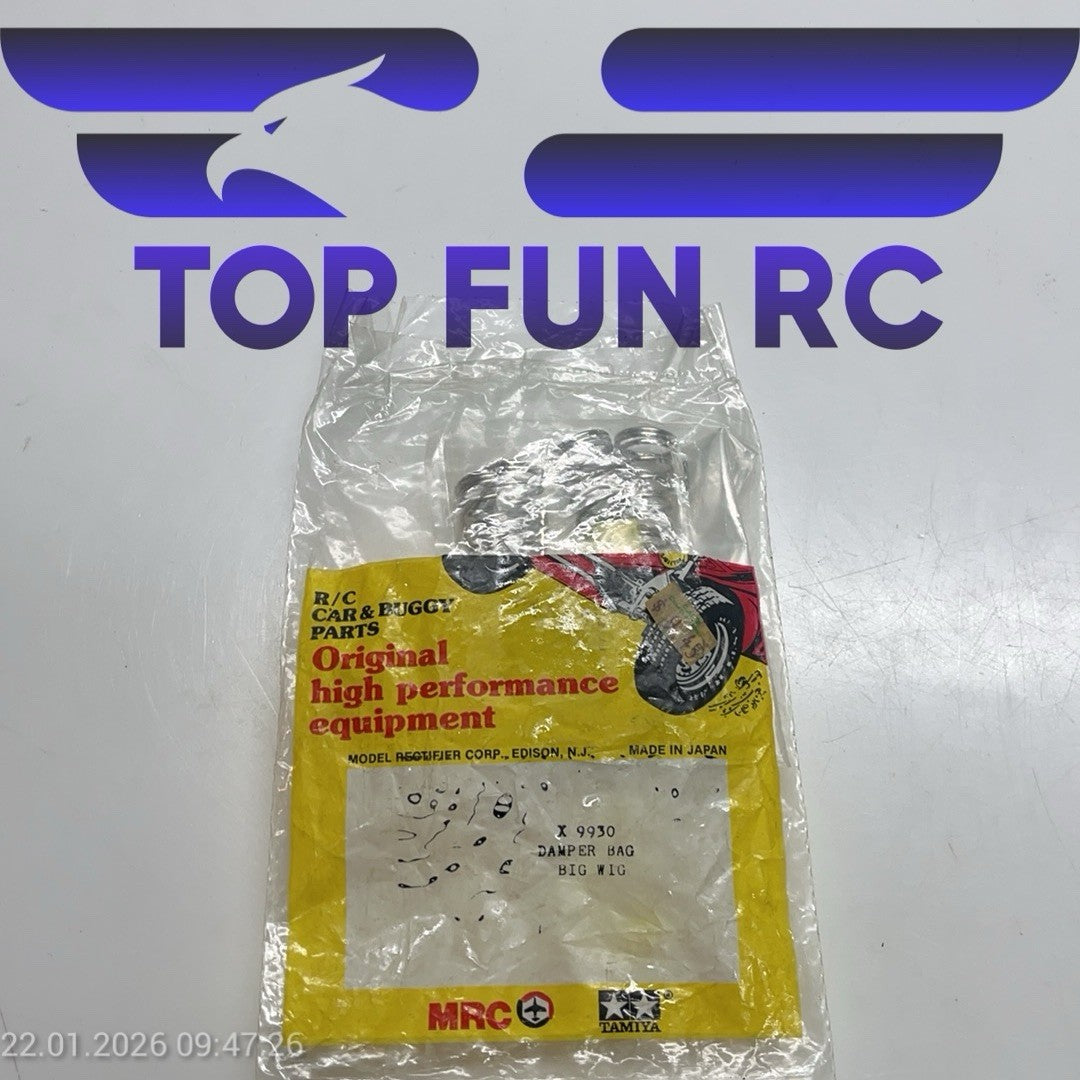 TOP FUN RC
R/C
CAR & BUGGY
PARTS
Original
high performance
equipment
MODEL RECTIFIER CORP., EDISON, N.J. MADE IN JAPAN
X 9930
DAMPER BAG
BIG WIG
MRC
TAMIYA
22.01.2026 09:47:26